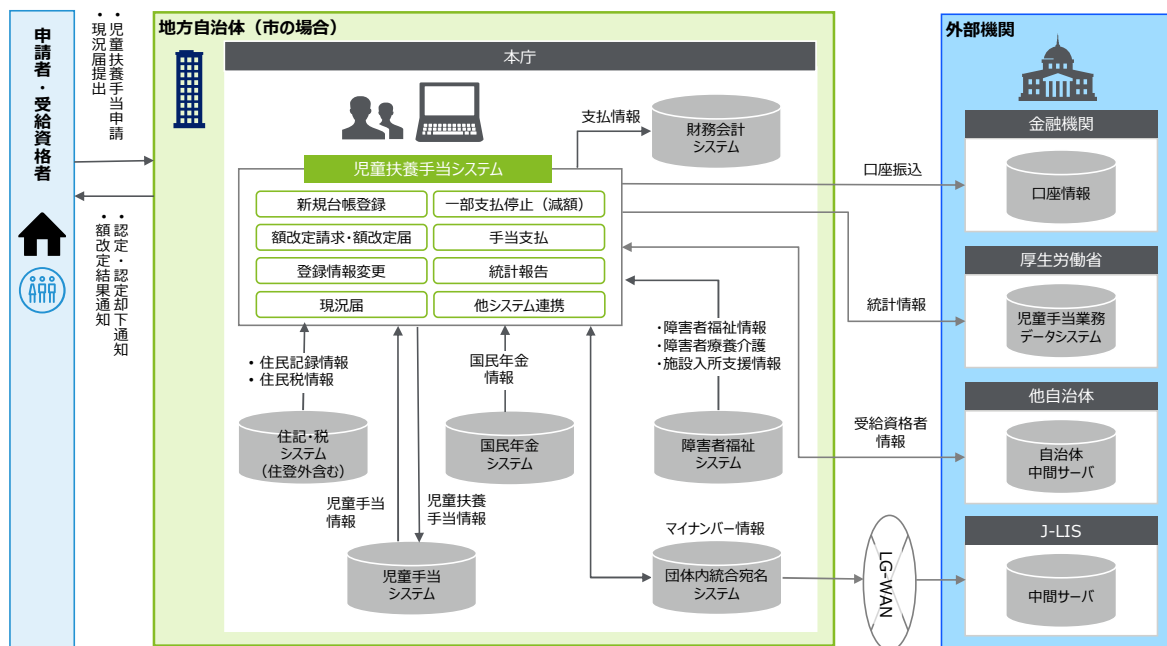 申請者・受給資格者
・児童扶養手当申請
・現況届提出
・認定・認定却下通知
・額改定結果通知
地方自治体（市の場合）
本庁
児童扶養手当システム
新規台帳登録
一部支払停止（減額）
額改定請求・額改定届
手当支払
登録情報変更
統計報告
現況届
他システム連携
支払情報
財務会計
システム
・住民記録情報
・住民税情報
国民年金
情報
・障害者福祉情報
・障害者療養介護
・施設入所支援情報
住記・税
システム
（住登外含む）
国民年金
システム
障害者福祉
システム
児童手当
情報
児童扶養
手当情報
児童手当
システム
マイナンバー情報
団体内統合宛名
システム
口座振込
統計情報
受給資格者
情報
LG-WAN
外部機関
金融機関
口座情報
厚生労働省
児童手当業務
データシステム
他自治体
自治体
中間サーバ
J-LIS
中間サーバ